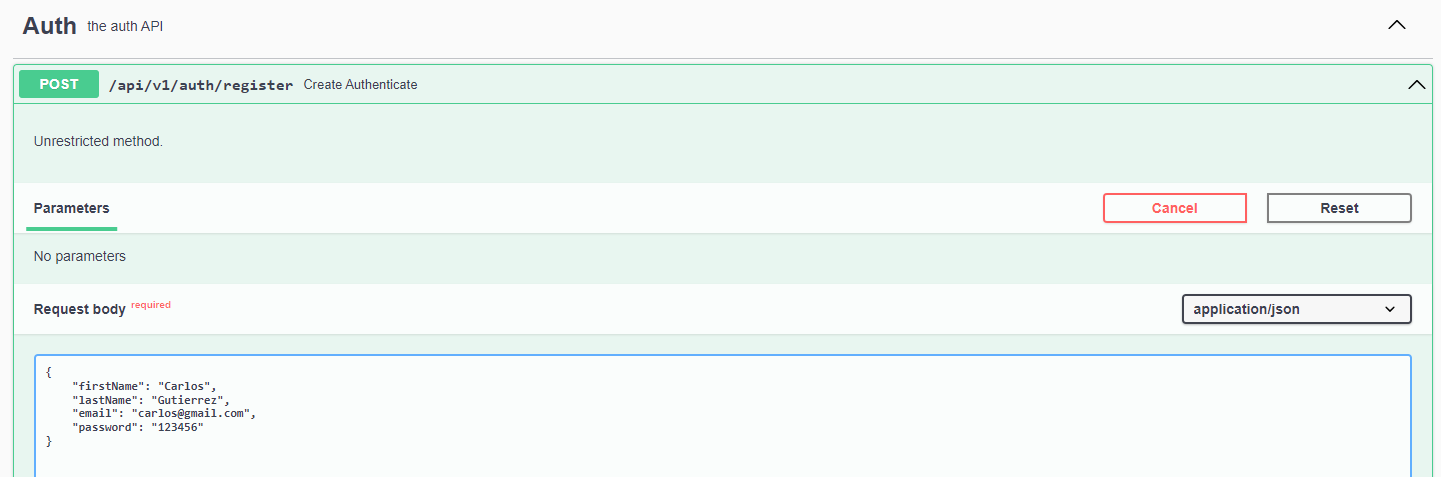 Auth the auth API
POST /api/v1/auth/register Create Authenticate
Unrestricted method.
Parameters Cancel Reset
No parameters
Request body required application/json
{
"firstName": "Carlos",
"lastName": "Gutierrez",
"email": "carlos@gmail.com",
"password": "123456"
}